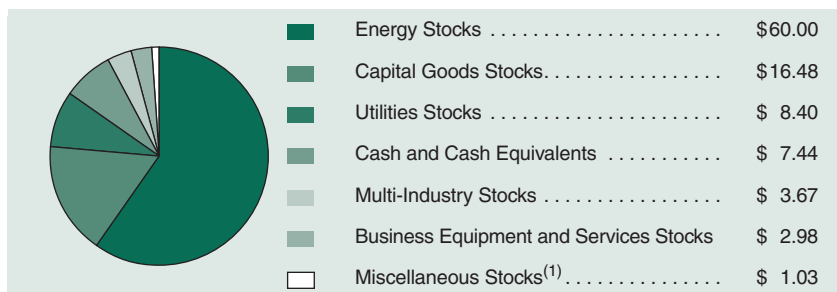 Energy Stocks . . . . . . . . . . . . . . . . . . . . . . . $60.00
Capital Goods Stocks. . . . . . . . . . . . . . . . . . $16.48
Utilities Stocks . . . . . . . . . . . . . . . . . . . . . . . $ 8.40
Cash and Cash Equivalents . . . . . . . . . . . $ 7.44
Multi-Industry Stocks . . . . . . . . . . . . . . . . . $ 3.67
Business Equipment and Services Stocks $ 2.98
Miscellaneous Stocks(1) . . . . . . . . . . . . . . . $ 1.03